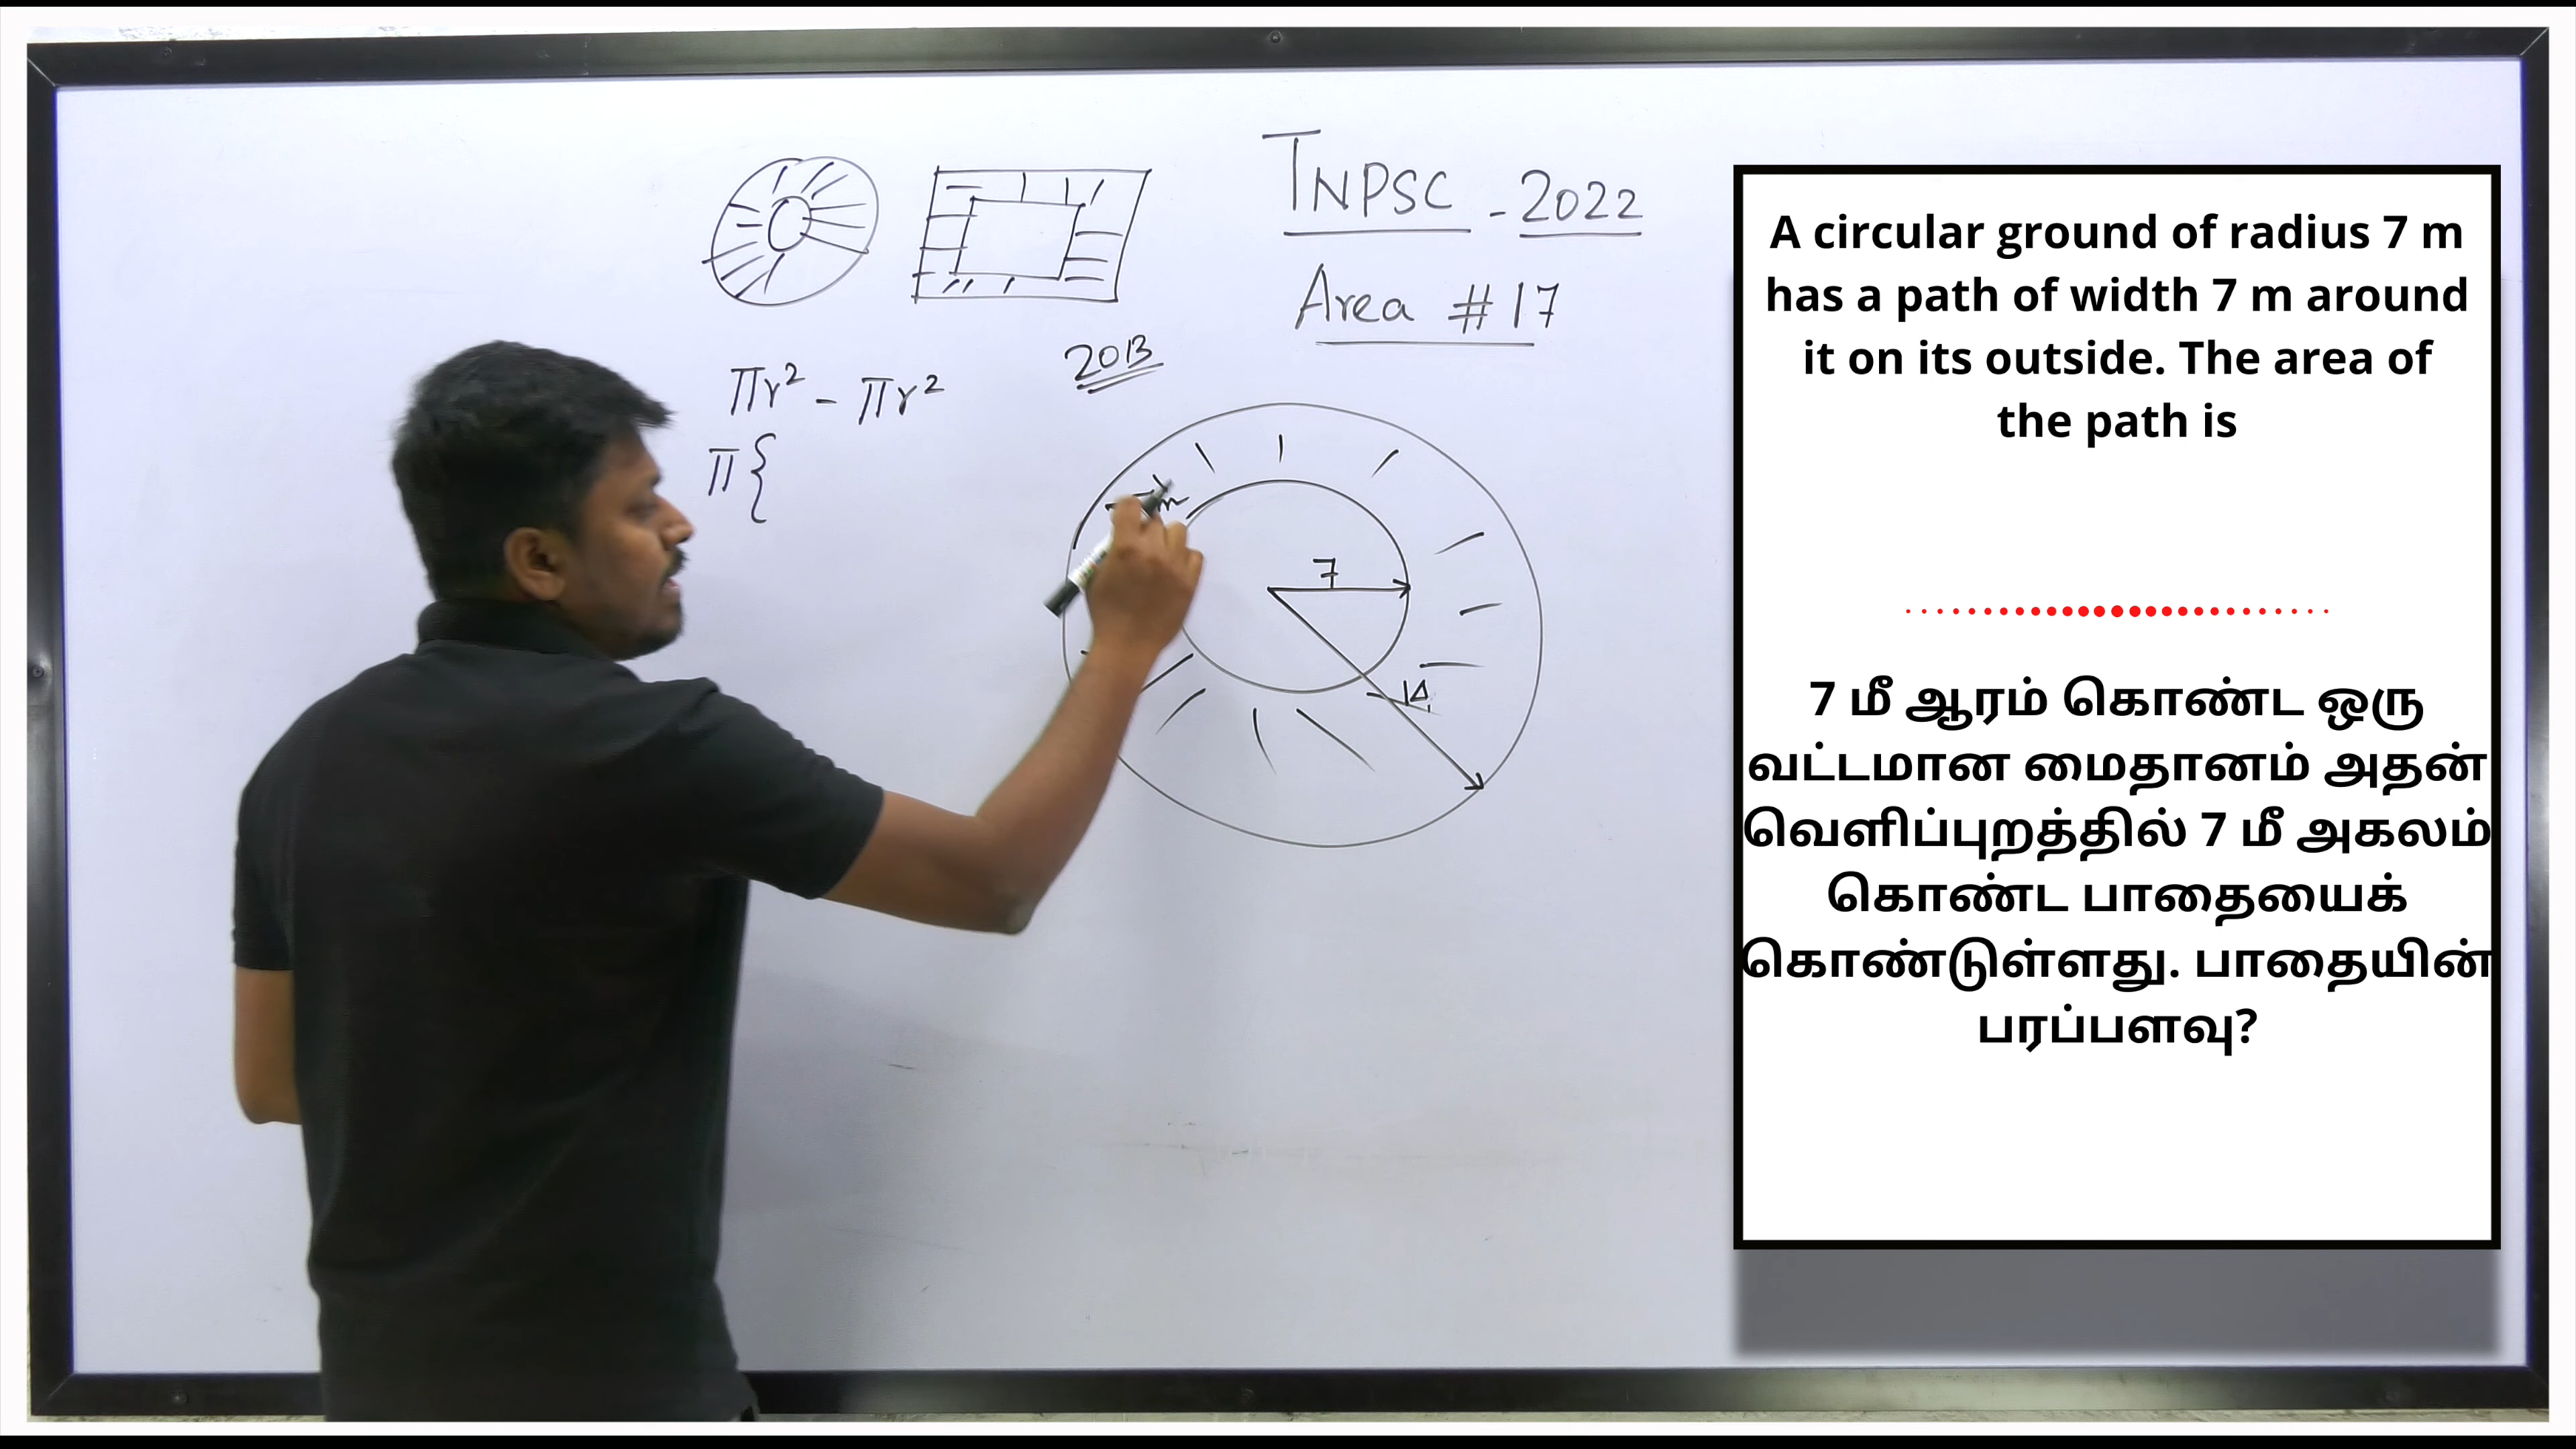 TNPSC - 2022
Area # 17
2013
πr² - πr²
π{
7
14
A circular ground of radius 7 m
has a path of width 7 m around
it on its outside. The area of
the path is
7 மீ ஆரம் கொண்ட ஒரு
வட்டமான மைதானம் அதன்
வெளிப்புறத்தில் 7 மீ அகலம்
கொண்ட பாதையைக்
கொண்டுள்ளது. பாதையின்
பரப்பளவு?